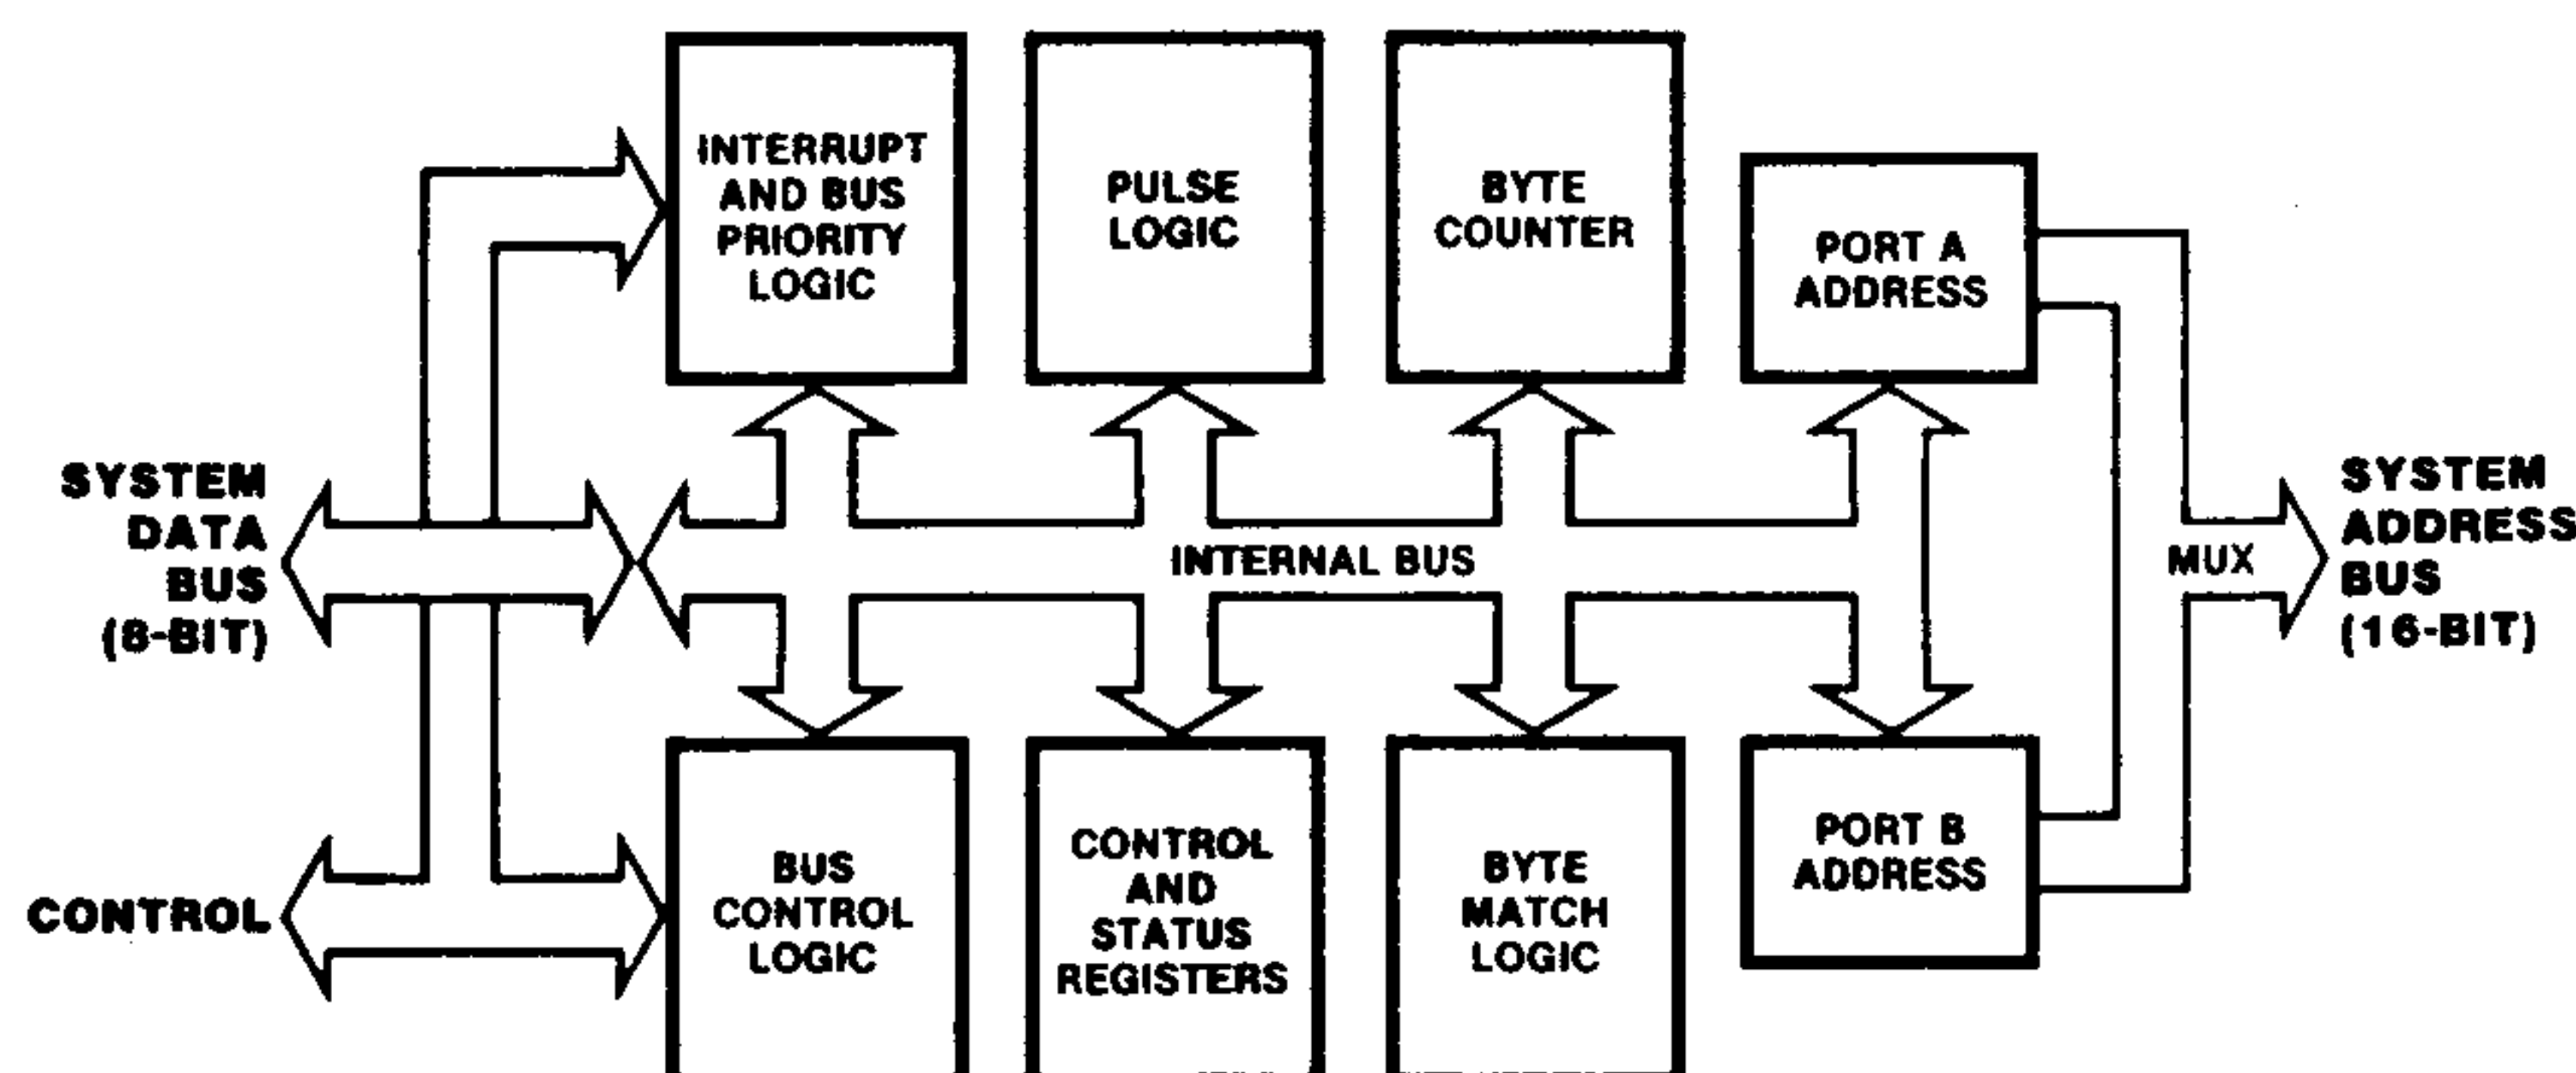 INTERRUPT
AND BUS
PRIORITY
LOGIC
PULSE
LOGIC
BYTE
COUNTER
PORT A
ADDRESS
SYSTEM
DATA
BUS
(8-BIT)
INTERNAL BUS
MUX
SYSTEM
ADDRESS
BUS
(16-BIT)
CONTROL
BUS
CONTROL
LOGIC
CONTROL
AND
STATUS
REGISTERS
BYTE
MATCH
LOGIC
PORT B
ADDRESS